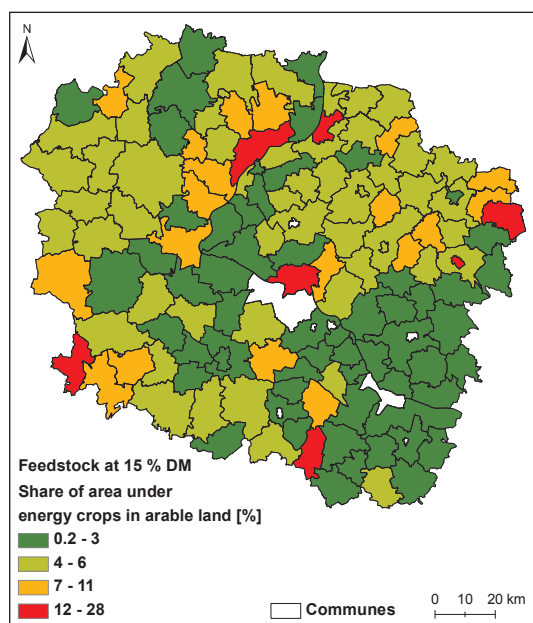 N
Feedstock at 15 % DM
Share of area under
energy crops in arable land [%]
0.2 - 3
4 - 6
7 - 11
12 - 28
Communes
0 10 20 km